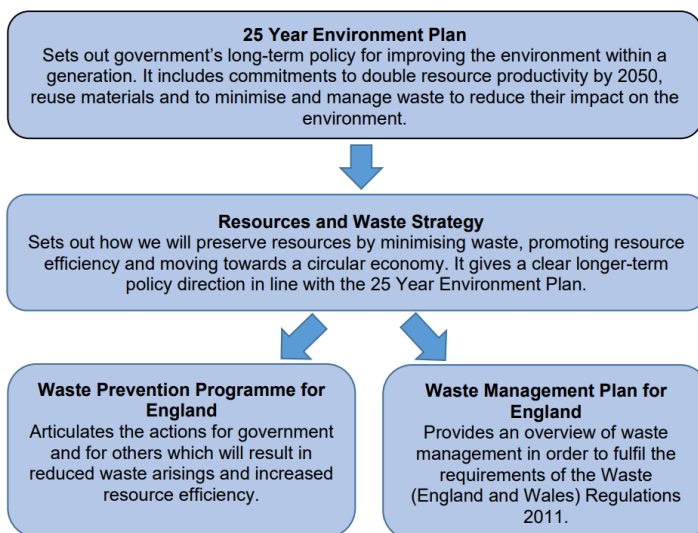 25 Year Environment Plan
Sets out government's long-term policy for improving the environment within a
generation. It includes commitments to double resource productivity by 2050,
reuse materials and to minimise and manage waste to reduce their impact on the
environment.
Resources and Waste Strategy
Sets out how we will preserve resources by minimising waste, promoting resource
efficiency and moving towards a circular economy. It gives a clear longer-term
policy direction in line with the 25 Year Environment Plan.
Waste Prevention Programme for
England
Articulates the actions for government
and for others which will result in
reduced waste arisings and increased
resource efficiency.
Waste Management Plan for
England
Provides an overview of waste
management in order to fulfil the
requirements of the Waste
(England and Wales) Regulations
2011.